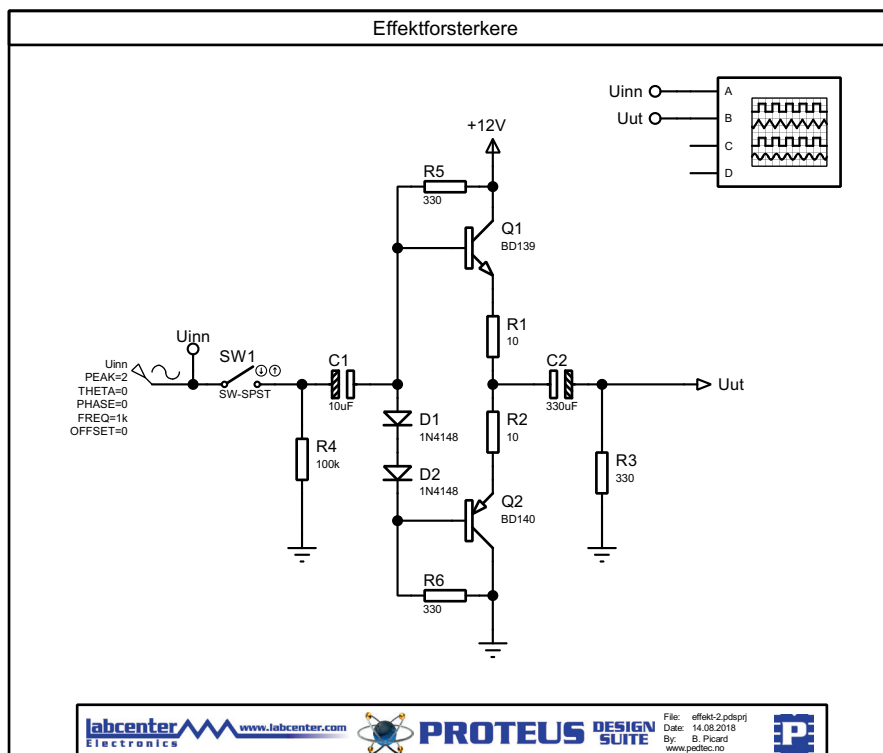 Effektforsterkere
Uinn
Uut
A
B
C
D
+12V
R5
330
Q1
BD139
R1
10
Uinn
Uinn
PEAK=2
THETA=0
PHASE=0
FREQ=1k
OFFSET=0
SW1
SW-SPST
C1
10uF
C2
330uF
Uut
D1
1N4148
R2
10
R4
100k
R3
330
D2
1N4148
Q2
BD140
R6
330
labcenter
Electronics
www.labcenter.com
PROTEUS DESIGN SUITE
File: effekt-2.pdsprj
Date: 14.08.2018
By: B. Picard
www.pedtec.no
P